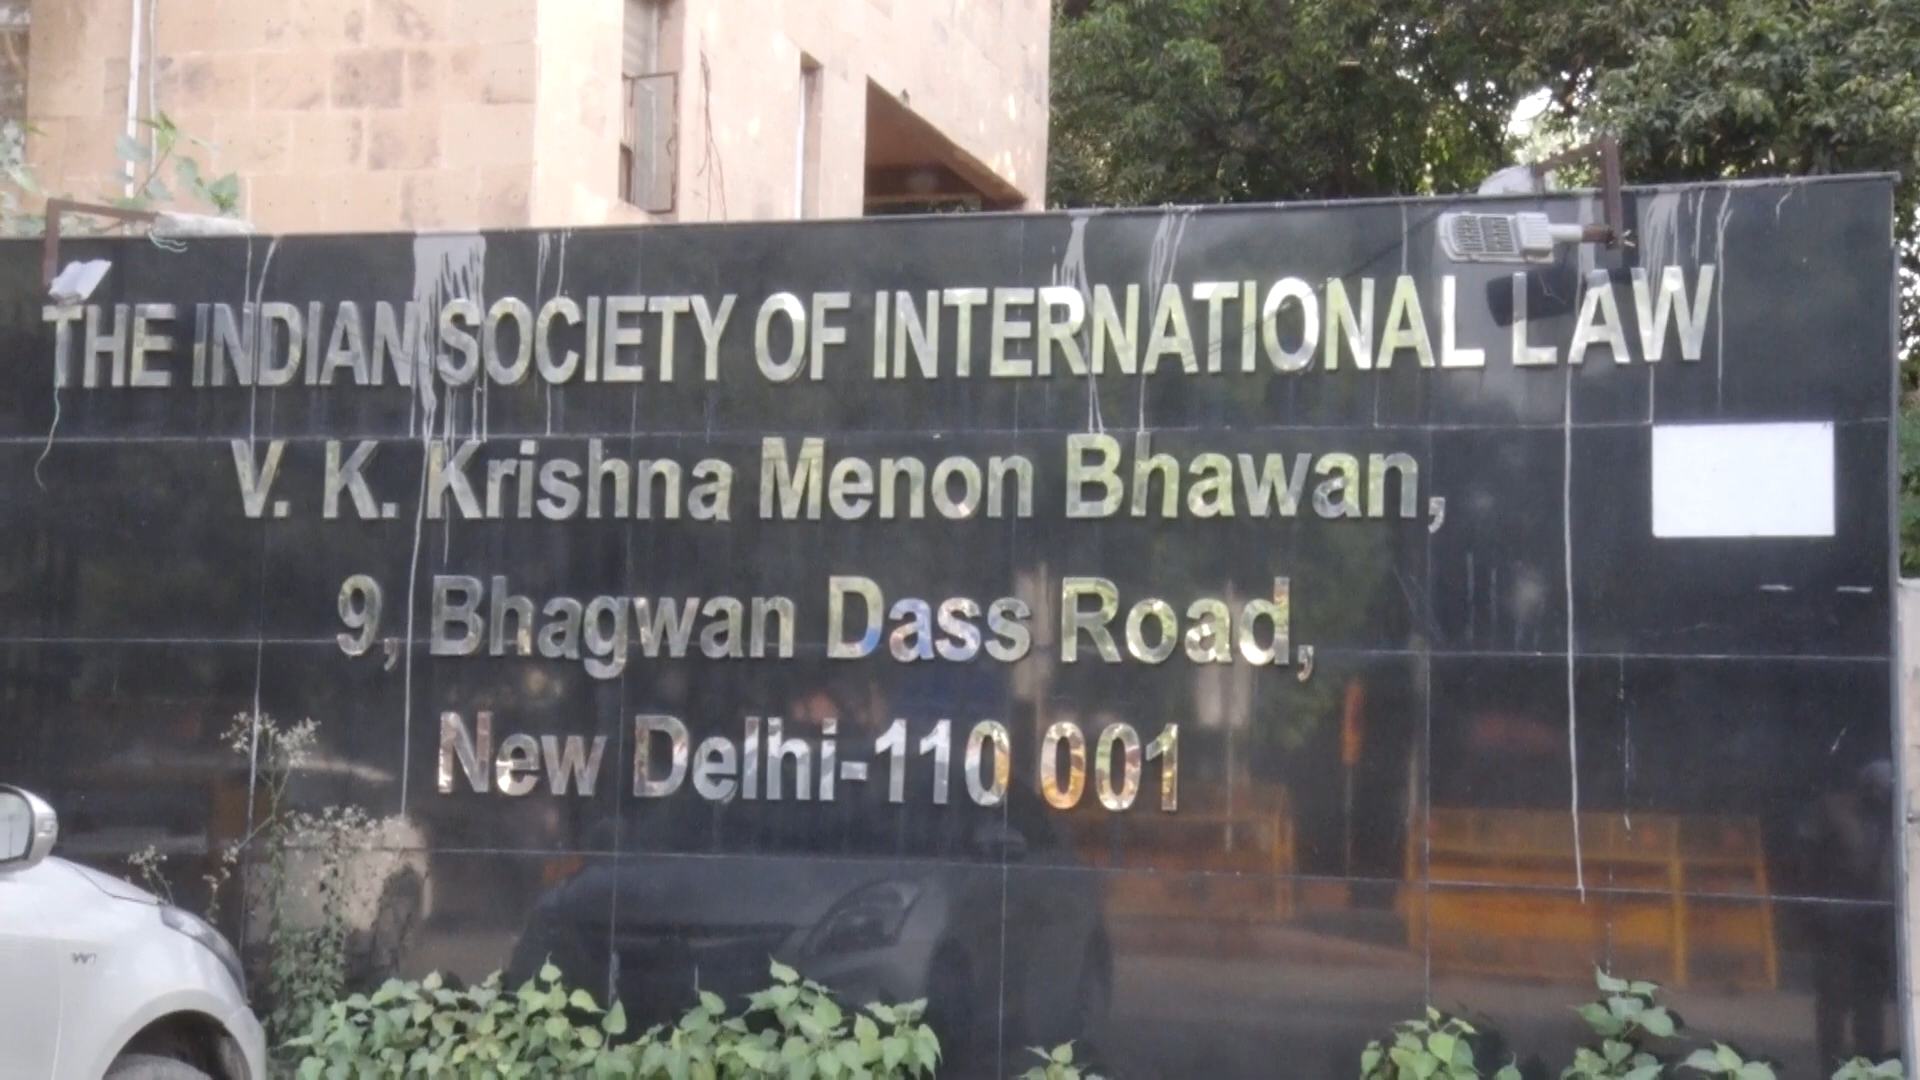 THE INDIAN SOCIETY OF INTERNATIONAL LAW
V. K. Krishna Menon Bhawan,
9, Bhagwan Dass Road,
New Delhi-110 001